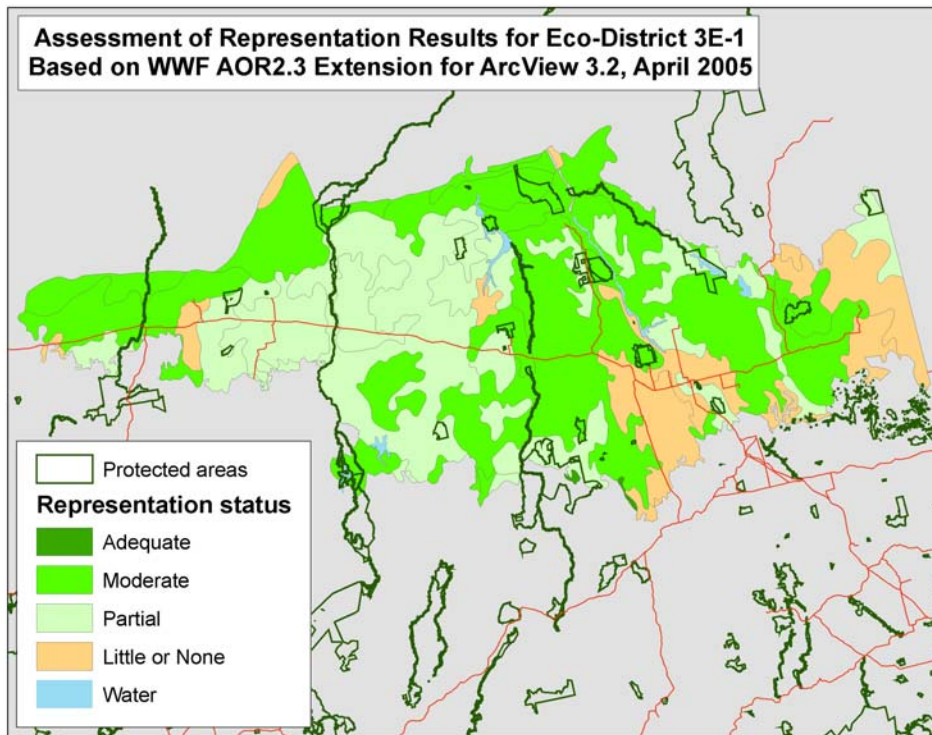 Assessment of Representation Results for Eco-District 3E-1
Based on WWF AOR2.3 Extension for ArcView 3.2, April 2005
Protected areas
Representation status
Adequate
Moderate
Partial
Little or None
Water